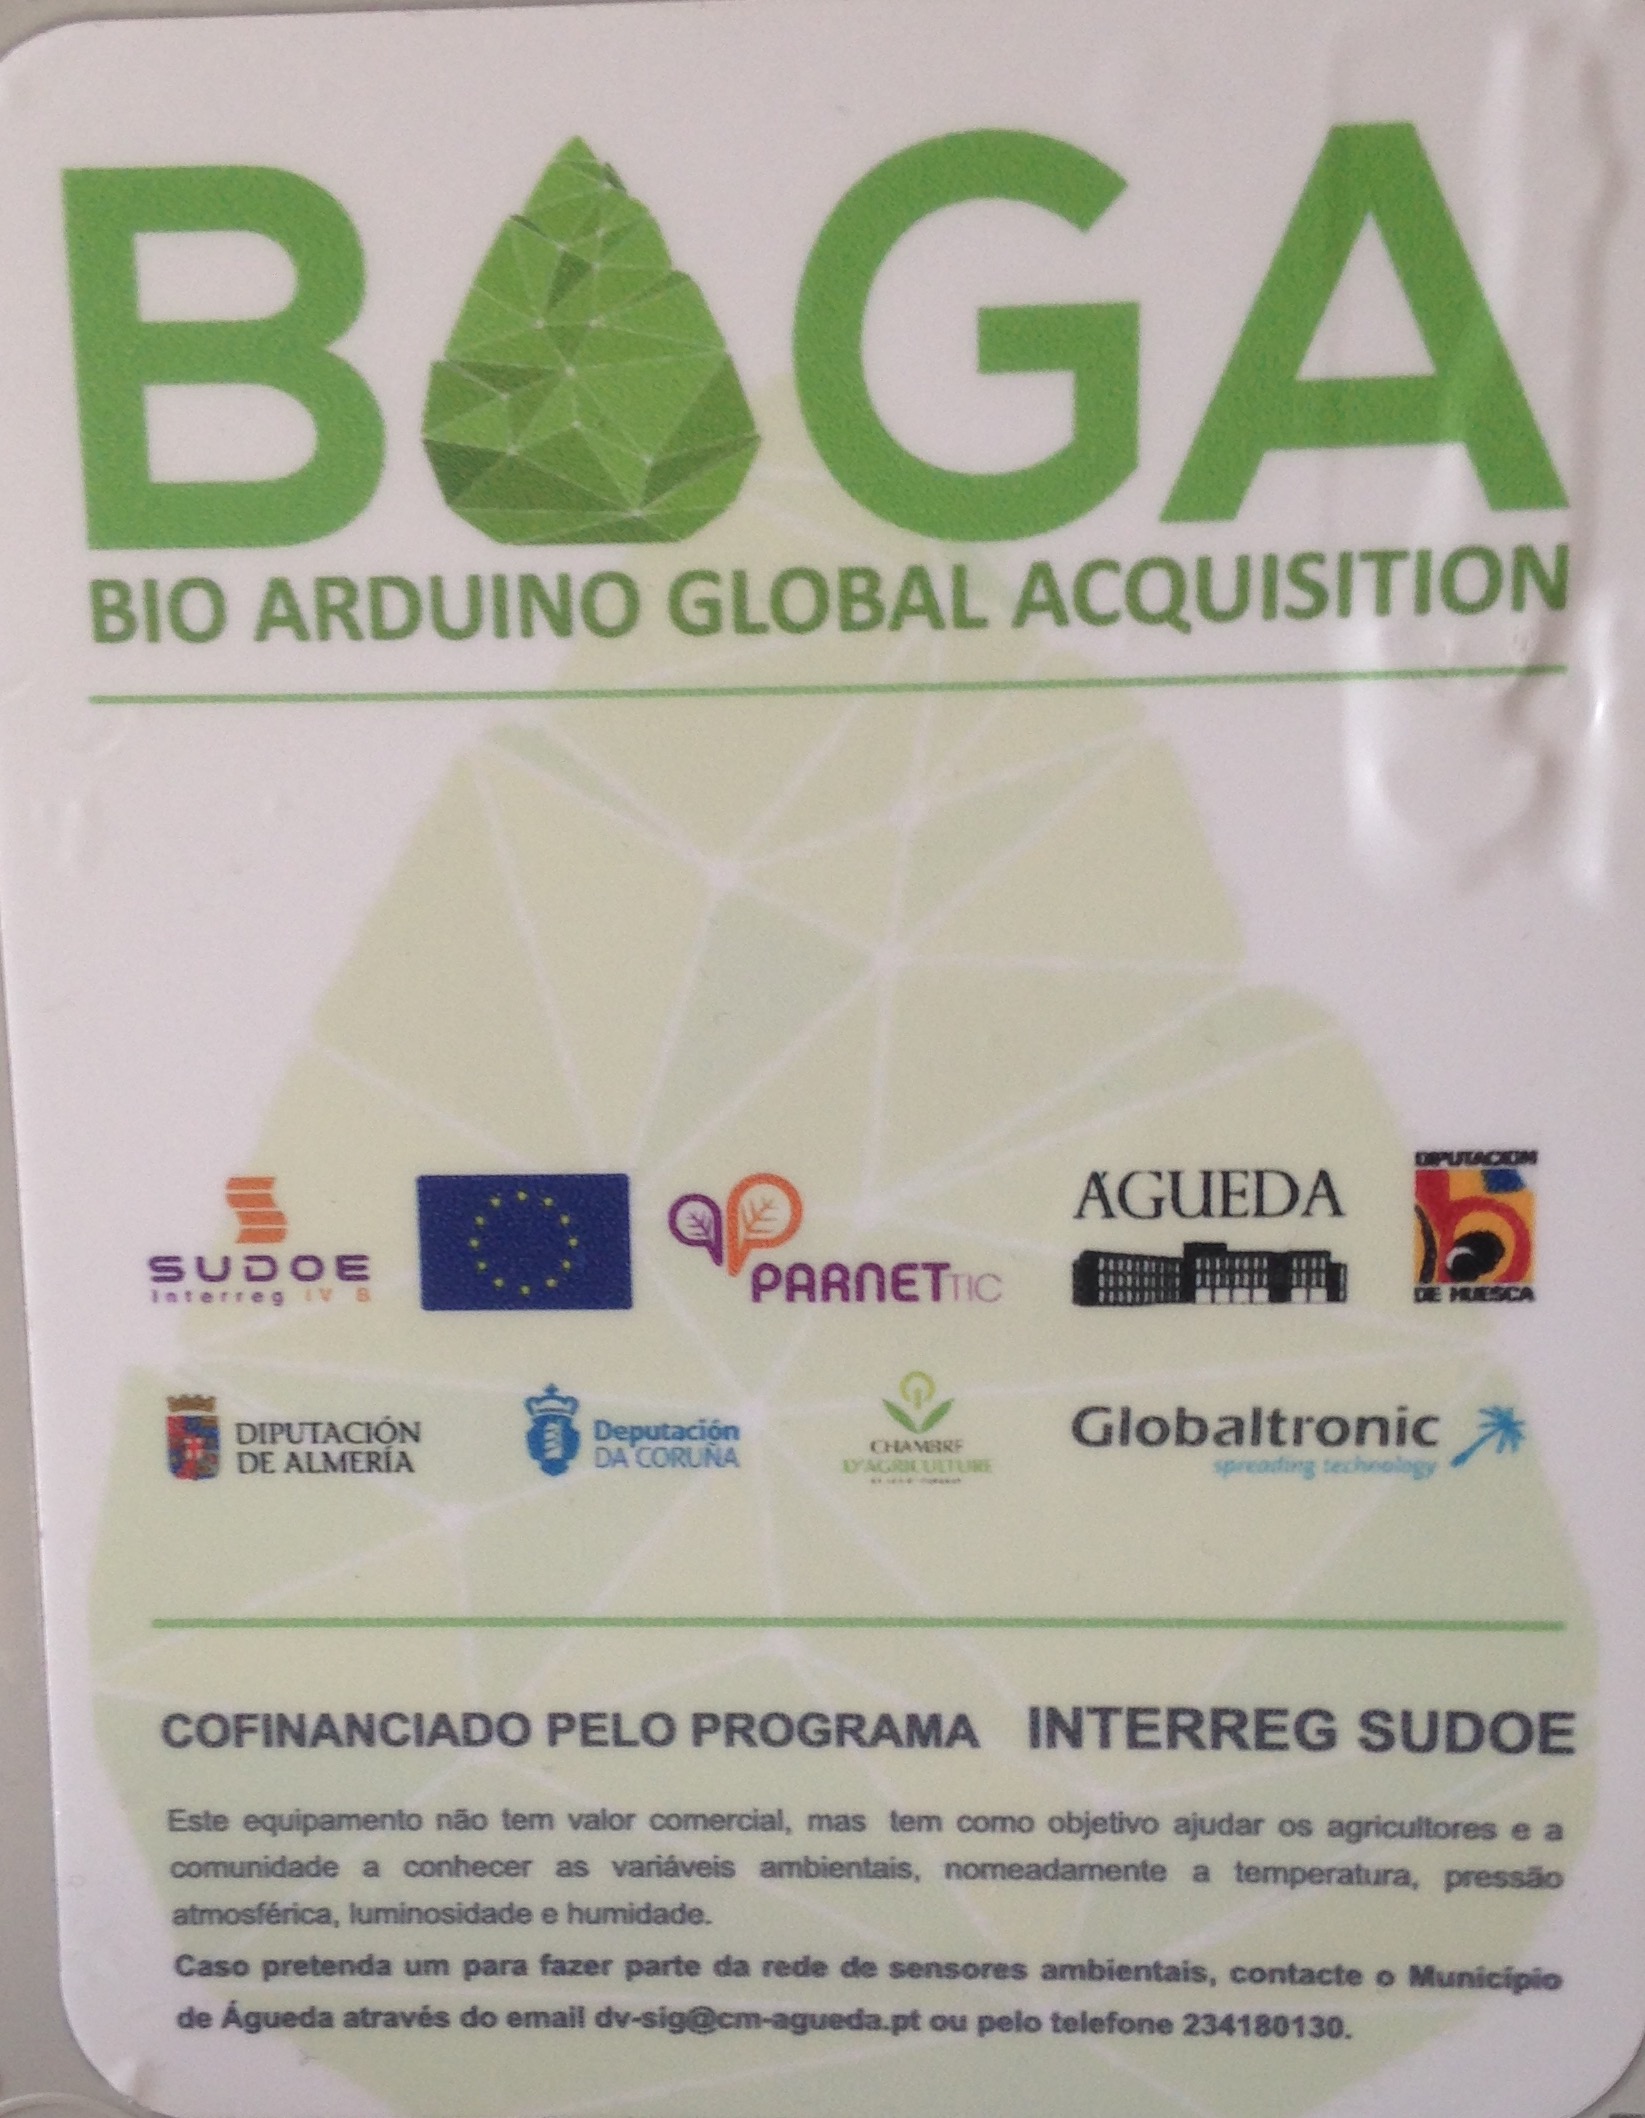 BAGA
BIO ARDUINO GLOBAL ACQUISITION
SUDOE
Interreg IV B
PARNETTIC
ÁGUEDA
DIPUTACION
DE HUESCA
DIPUTACIÓN
DE ALMERÍA
Deputación
DA CORUÑA
CHAMBRE
D'AGRICULTURE
Globaltronic
spreading technology
COFINANCIADO PELO PROGRAMA INTERREG SUDOE
Este equipamento não tem valor comercial, mas tem como objetivo ajudar os agricultores e a
comunidade a conhecer as variáveis ambientais, nomeadamente a temperatura, pressão
atmosférica, luminosidade e humidade.
Caso pretenda um para fazer parte da rede de sensores ambientais, contacte o Município
de Águeda através do email dv-sig@cm-agueda.pt ou pelo telefone 234180130.